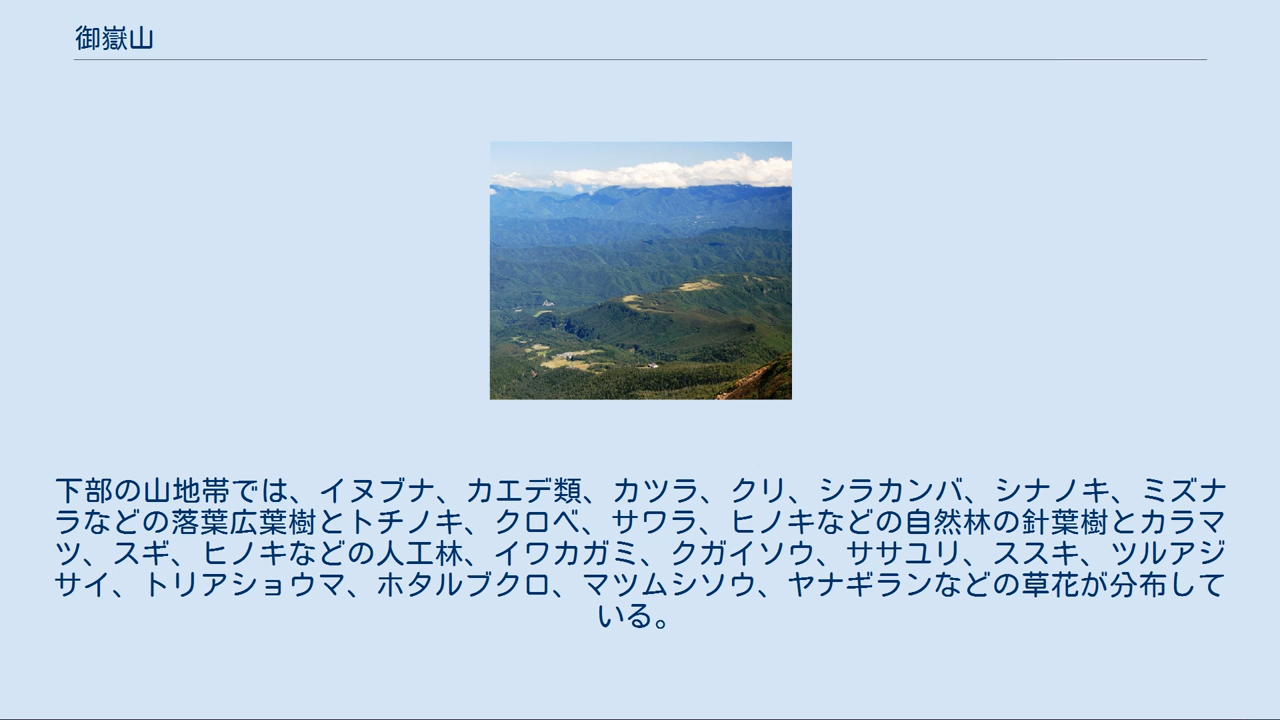 御嶽山
下部の山地帯では、イヌブナ、カエデ類、カツラ、クリ、シラカンバ、シナノキ、ミズナ
ラなどの落葉広葉樹とトチノキ、クロベ、サワラ、ヒノキなどの自然林の針葉樹とカラマ
ツ、スギ、ヒノキなどの人工林、イワカガミ、クガイソウ、ササユリ、ススキ、ツルアジ
サイ、トリアショウマ、ホタルブクロ、マツムシソウ、ヤナギランなどの草花が分布して
いる。